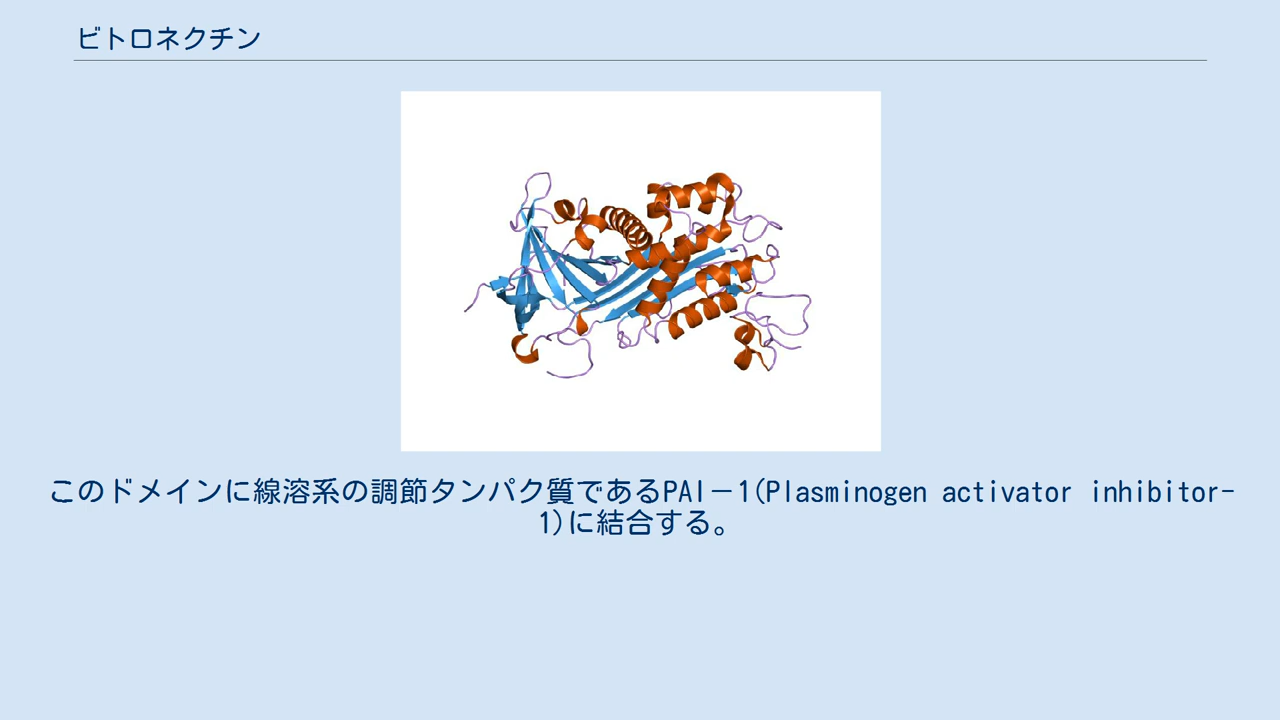 ビトロネクチン
このドメインに線溶系の調節タンパク質であるPAI－1(Plasminogen activator inhibitor-
1)に結合する。